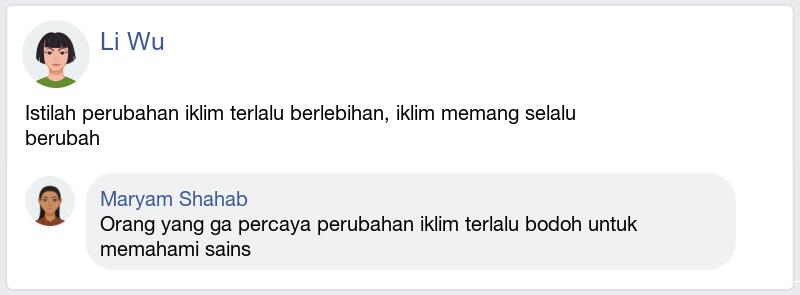 Li Wu
Istilah perubahan iklim terlalu berlebihan, iklim memang selalu
berubah
Maryam Shahab
Orang yang ga percaya perubahan iklim terlalu bodoh untuk
memahami sains